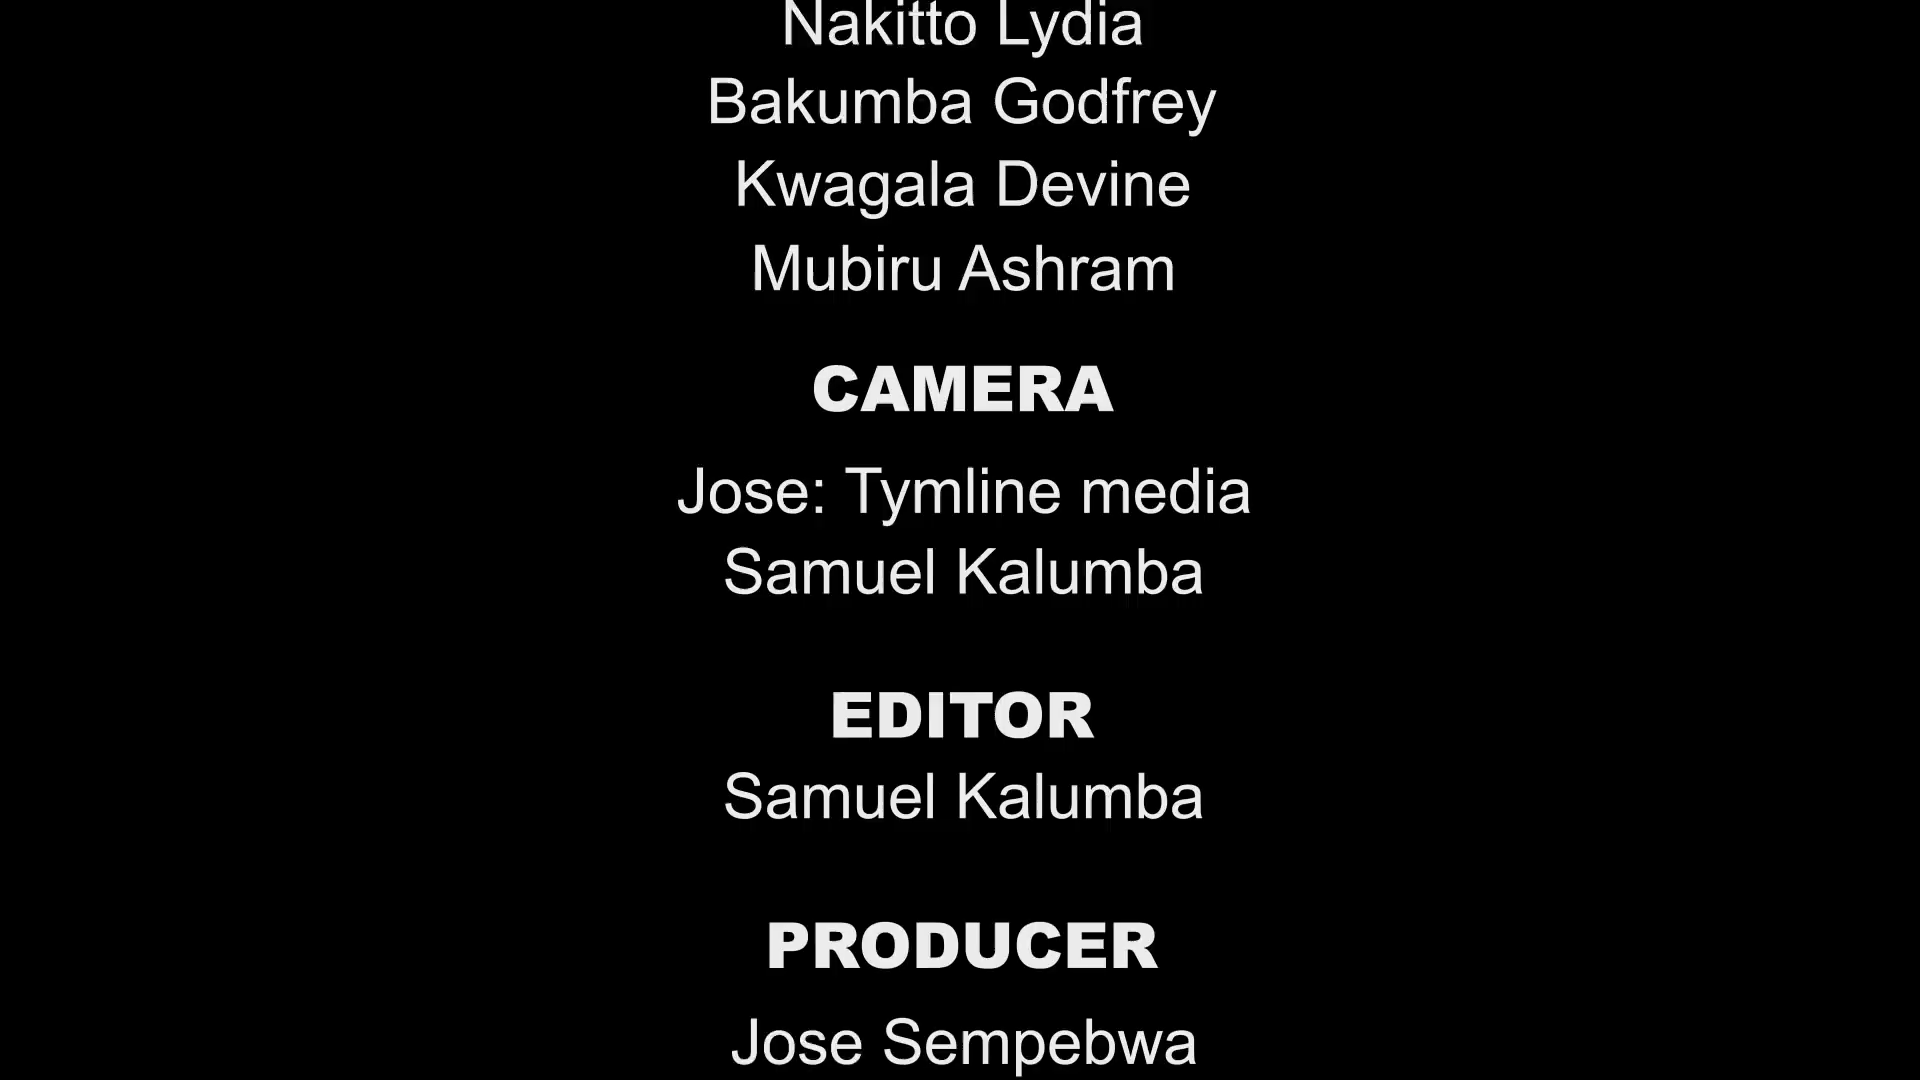 Nakitto Lydia
Bakumba Godfrey
Kwagala Devine
Mubiru Ashram
CAMERA
Jose: Tymline media
Samuel Kalumba
EDITOR
Samuel Kalumba
PRODUCER
Jose Sempebwa